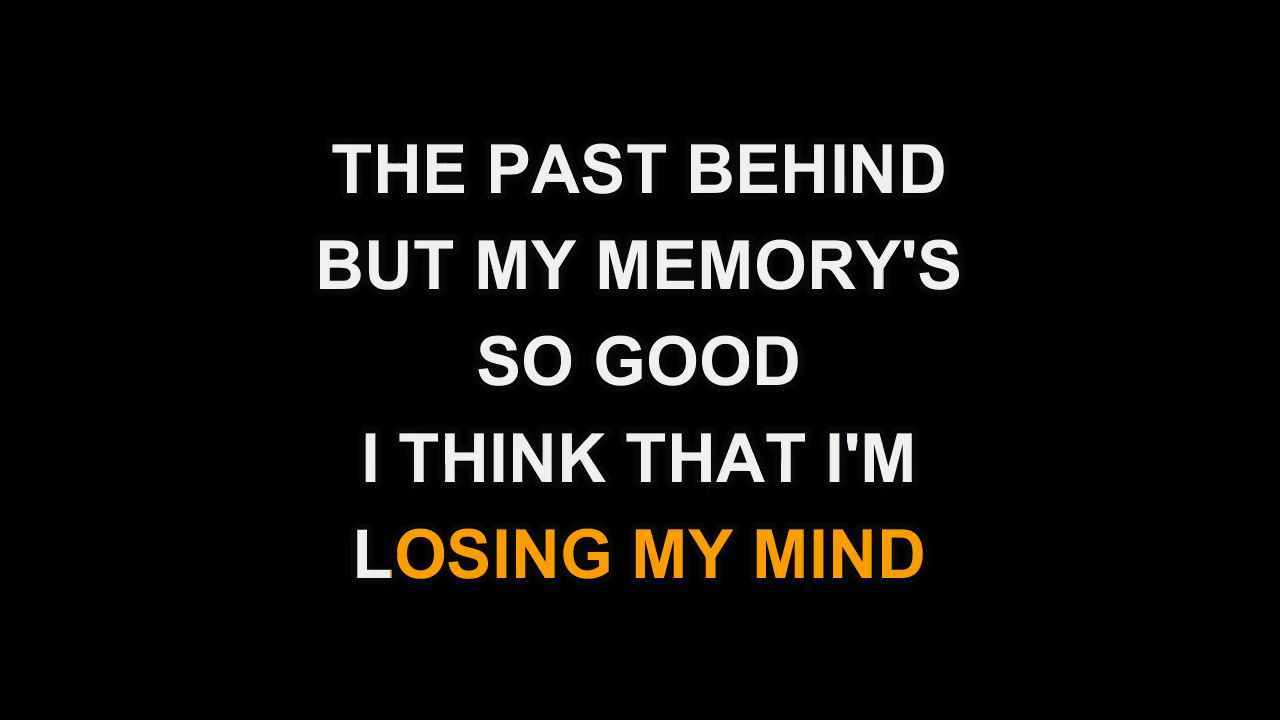 THE PAST BEHIND
BUT MY MEMORY'S
SO GOOD
I THINK THAT I'M
LOSING MY MIND